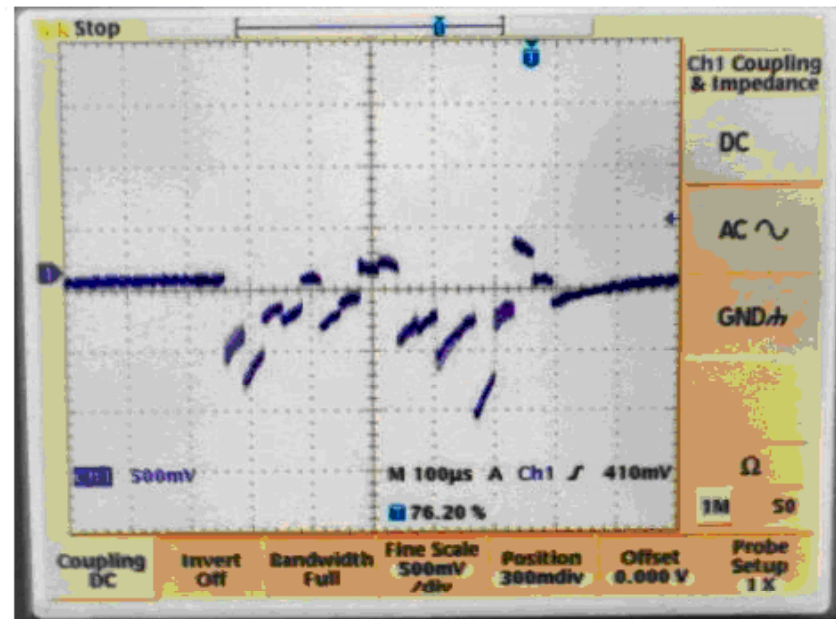 Stop
Ch1 Coupling
& Impedance
DC
AC
GND
Ω
1M 50
500mV
M 100µs A Ch1 410mV
76.20 %
Coupling
DC
Invert
Off
Bandwidth
Full
Fine Scale
500mV
/div
Position
300mdiv
Offset
0.000 V
Probe
Setup
1 X